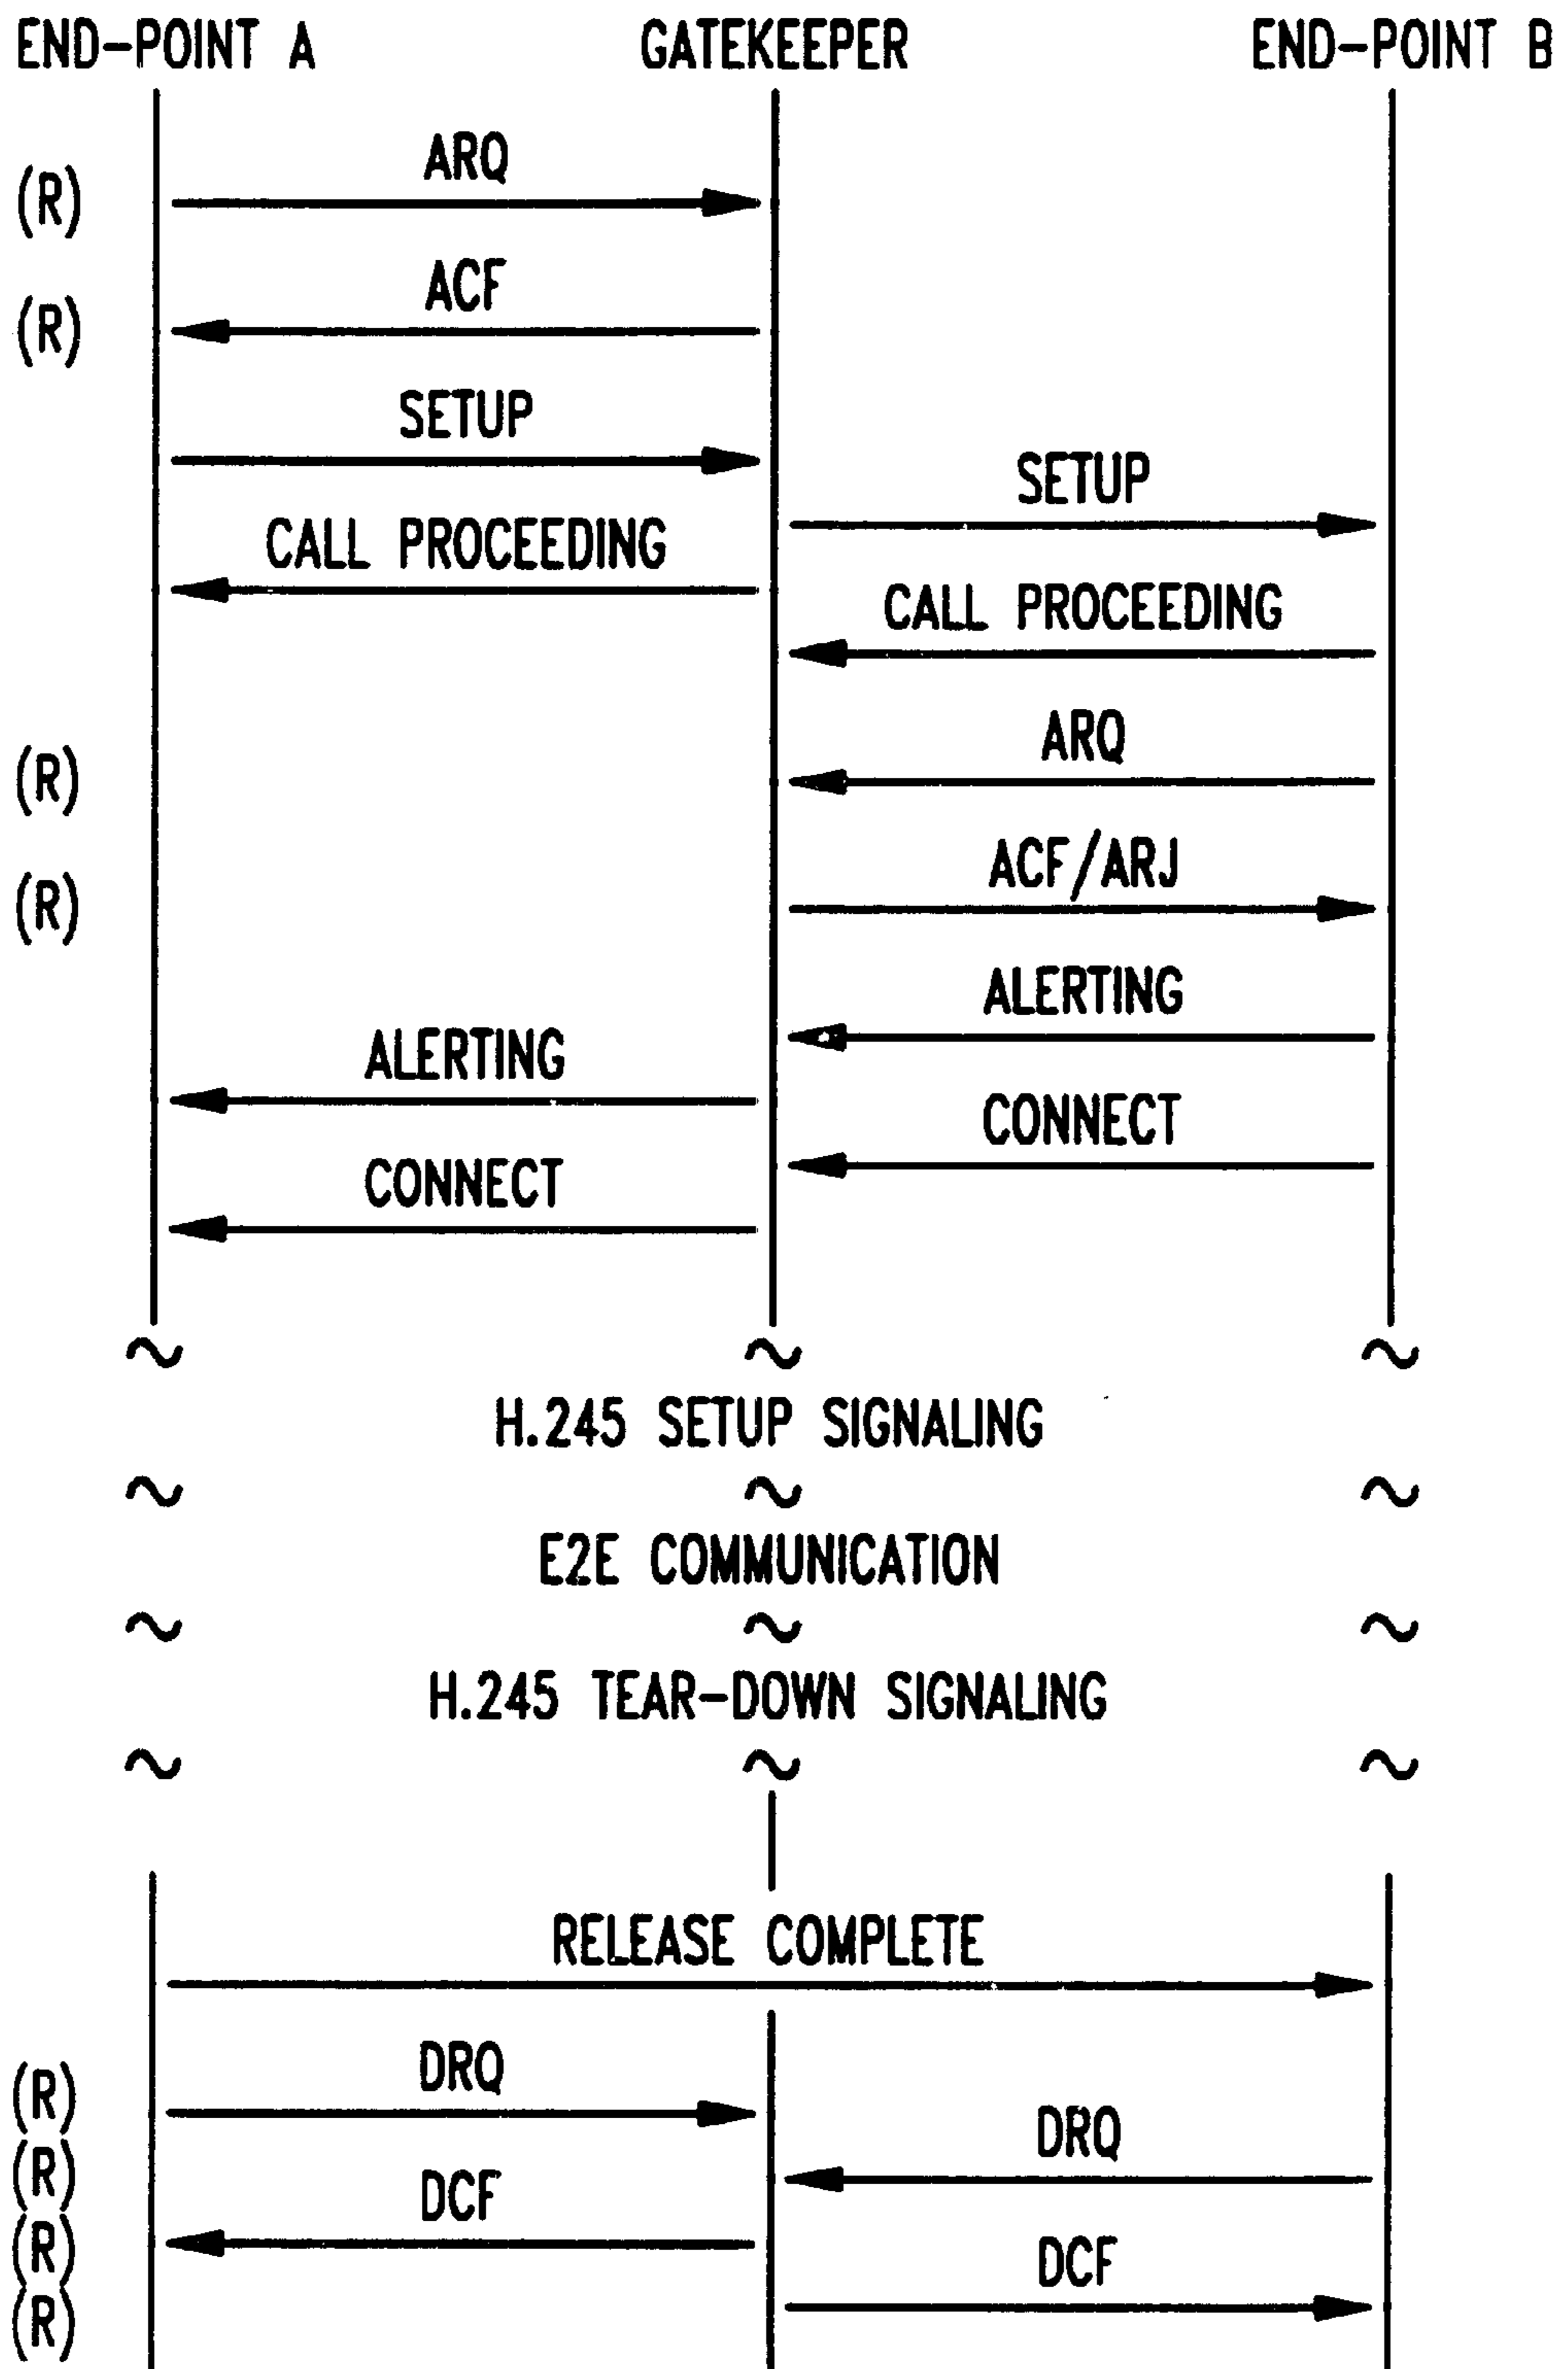 END-POINT A GATEKEEPER END-POINT B
ARQ
(R)
ACF
(R)
SETUP
SETUP
CALL PROCEEDING
CALL PROCEEDING
ARQ
(R)
ACF/ARJ
(R)
ALERTING
ALERTING
CONNECT
CONNECT
H.245 SETUP SIGNALING
E2E COMMUNICATION
H.245 TEAR-DOWN SIGNALING
RELEASE COMPLETE
DRQ
(R)
DRQ
(R)
DCF
(R)
DCF
(R)